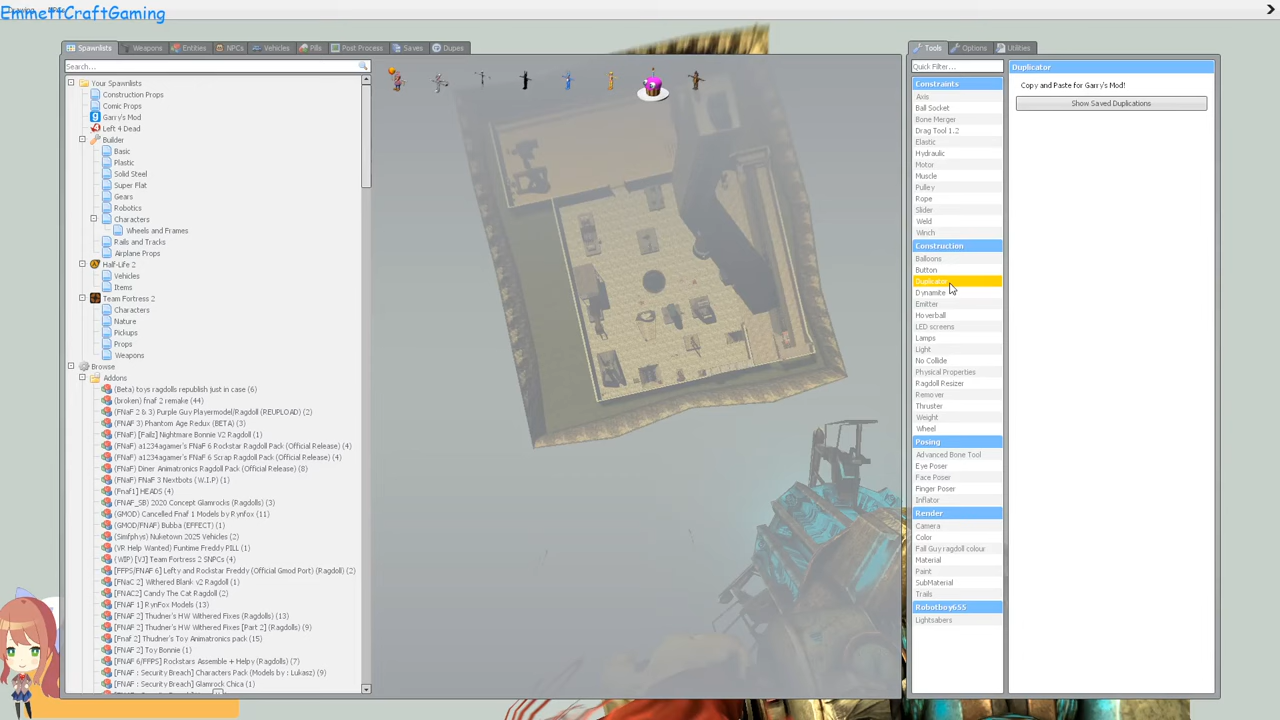 EmmettCraftGaming
Spawnlists
Weapons
Entities
NPCs
Vehicles
Pills
Post Process
Saves
Dupes
Search...
Your Spawnlists
Construction Props
Comic Props
Garry's Mod
Left 4 Dead
Builder
Basic
Plastic
Solid Steel
Super Flat
Gears
Robotics
Characters
Wheels and Frames
Rails and Tracks
Airplane Props
Half-Life 2
Vehicles
Items
Team Fortress 2
Characters
Nature
Pickups
Props
Weapons
Browse
Addons
(Beta) toys ragdolls republish just in case (6)
(broken) fnaf 2 remake (44)
(FNaF 2 & 3) Purple Guy Playermodel/Ragdoll (REUPLOAD) (2)
(FNAF 3) Phantom Age Redux (BETA) (3)
(FNaF) [Failz] Nightmare Bonnie V2 Ragdoll (1)
(FNaF) a1234agamer's FNaF 6 Rockstar Ragdoll Pack (Official Release) (4)
(FNaF) a1234agamer's FNaF 6 Scrap Ragdoll Pack (Official Release) (4)
(FNaF) Diner Animatronics Ragdoll Pack (Official Release) (8)
(FNaF) FNaF 3 Nextbots ( W.I.P) (1)
(Fnaf1) HEADS (4)
(FNAF_SB) 2020 Concept Glamrocks (Ragdolls) (3)
(GMOD) Cancelled Fnaf 1 Models by Rynfox (11)
(GMOD/FNAF) Bubba (EFFECT) (1)
(Simfphys) Nuketown 2025 Vehicles (2)
(VR Help Wanted) Funtime Freddy PILL (1)
(WIP) [VJ] Team Fortress 2 SNPCs (4)
[FFPS/FNAF 6] Lefty and Rockstar Freddy (Official Gmod Port) (Ragdoll) (2)
[FNaC 2] Withered Blank v2 Ragdoll (1)
[FNAC2] Candy The Cat Ragdoll (2)
[FNAF 1] RynFox Models (13)
[FNAF 2] Thudner's HW Withered Fixes (Ragdolls) (13)
[FNAF 2] Thudner's HW Withered Fixes [Part 2] (Ragdolls) (9)
[Fnaf 2] Thudner's Toy Animatronics pack (15)
[FNAF 2] Toy Bonnie (1)
[FNAF 6/FFPS] Rockstars Assemble + Helpy (Ragdolls) (7)
[FNAF : Security Breach] Characters Pack (Models by : Lukasz) (9)
[FNAF : Security Breach] Glamrock Chica (1)
Tools
Options
Utilities
Quick Filter...
Constraints
Axis
Ball Socket
Bone Merger
Drag Tool 1.2
Elastic
Hydraulic
Motor
Muscle
Pulley
Rope
Slider
Weld
Winch
Construction
Balloons
Button
Duplicator
Dynamite
Emitter
Hoverball
LED screens
Lamps
Light
No Collide
Physical Properties
Ragdoll Resizer
Remover
Thruster
Weight
Wheel
Posing
Advanced Bone Tool
Eye Poser
Face Poser
Finger Poser
Inflator
Render
Camera
Color
Fall Guy ragdoll colour
Material
Paint
SubMaterial
Trails
Robotboy655
Lightsabers
Duplicator
Copy and Paste for Garry's Mod!
Show Saved Duplications